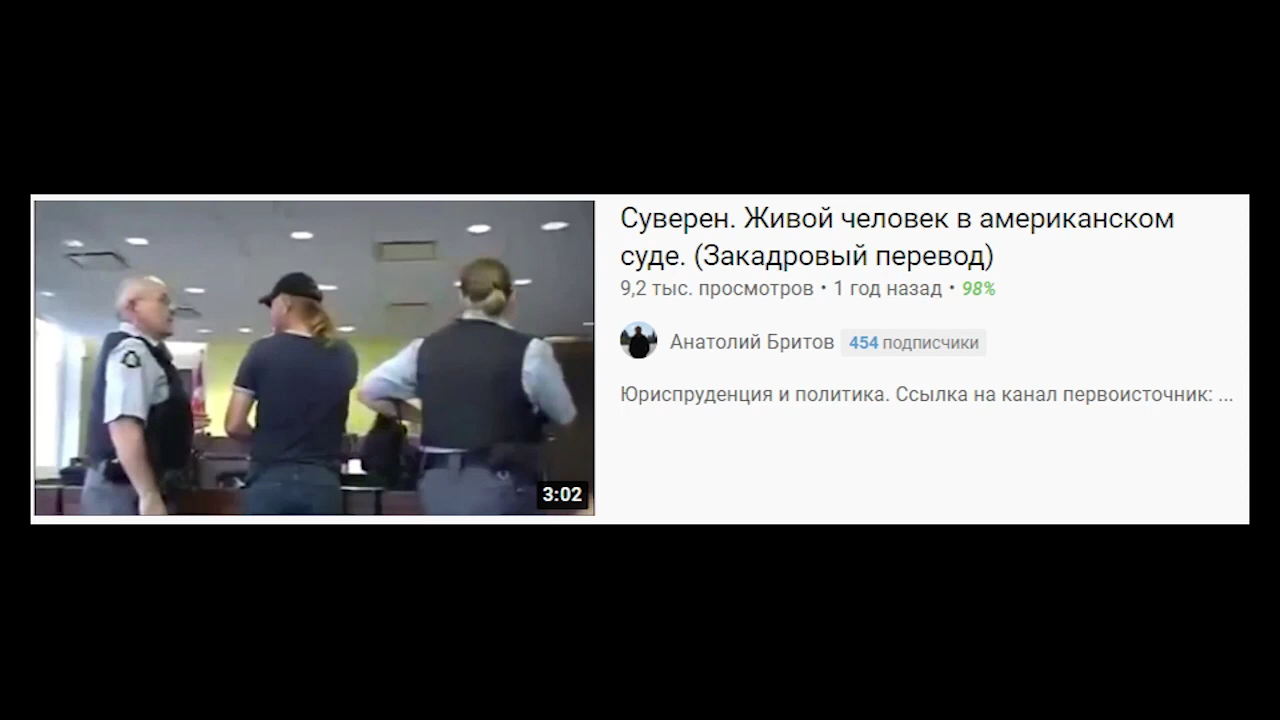 Суверен. Живой человек в американском
суде. (Закадровый перевод)
9,2 тыс. просмотров • 1 год назад • 98%
Анатолий Бритов 454 подписчики
Юриспруденция и политика. Ссылка на канал первоисточник: ...
3:02